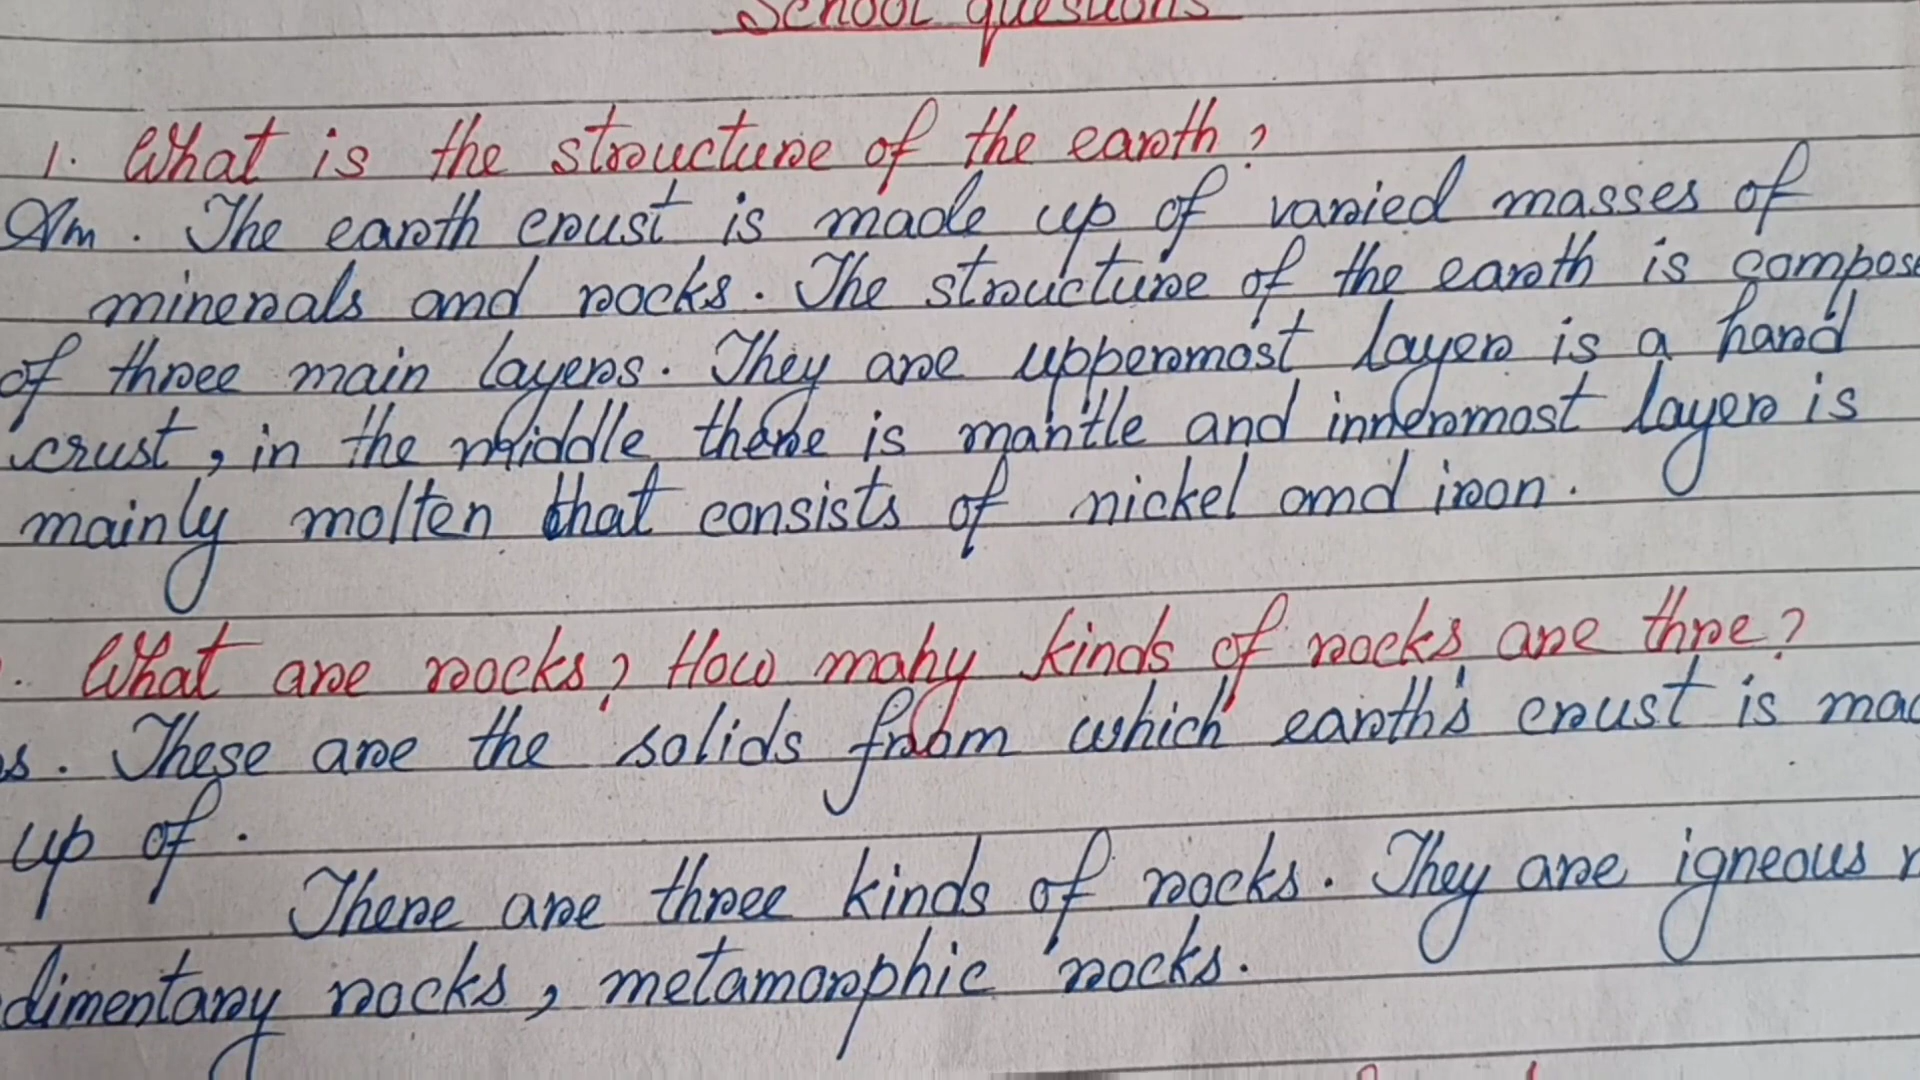 School questions
1. What is the structure of the earth?
Ans. The earth crust is made up of varied masses of
minerals and rocks. The structure of the earth is compose
of three main layers. They are uppermost layer is a hard
crust, in the middle there is mantle and innermost layer is
mainly molten that consists of nickel and iron.
. What are rocks? How many kinds of rocks are thre?
s. These are the solids from which earth's crust is mad
up of.
There are three kinds of rocks. They are igneous r
dimentary rocks, metamorphic rocks.